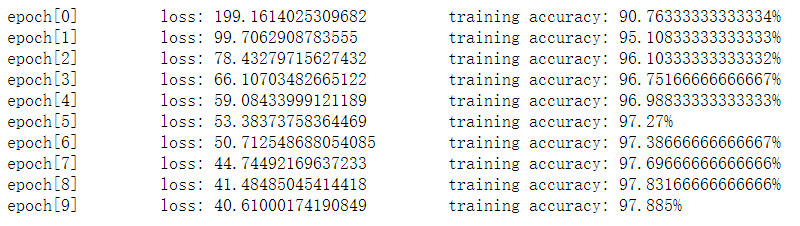 epoch[0] loss: 199.1614025309682 training accuracy: 90.76333333333334%
epoch[1] loss: 99.7062908783555 training accuracy: 95.10833333333333%
epoch[2] loss: 78.43279715627432 training accuracy: 96.10333333333332%
epoch[3] loss: 66.10703482665122 training accuracy: 96.75166666666667%
epoch[4] loss: 59.08433999121189 training accuracy: 96.98833333333333%
epoch[5] loss: 53.38373758364469 training accuracy: 97.27%
epoch[6] loss: 50.712548688054085 training accuracy: 97.38666666666667%
epoch[7] loss: 44.74492169637233 training accuracy: 97.69666666666666%
epoch[8] loss: 41.48485045414418 training accuracy: 97.83166666666666%
epoch[9] loss: 40.61000174190849 training accuracy: 97.885%